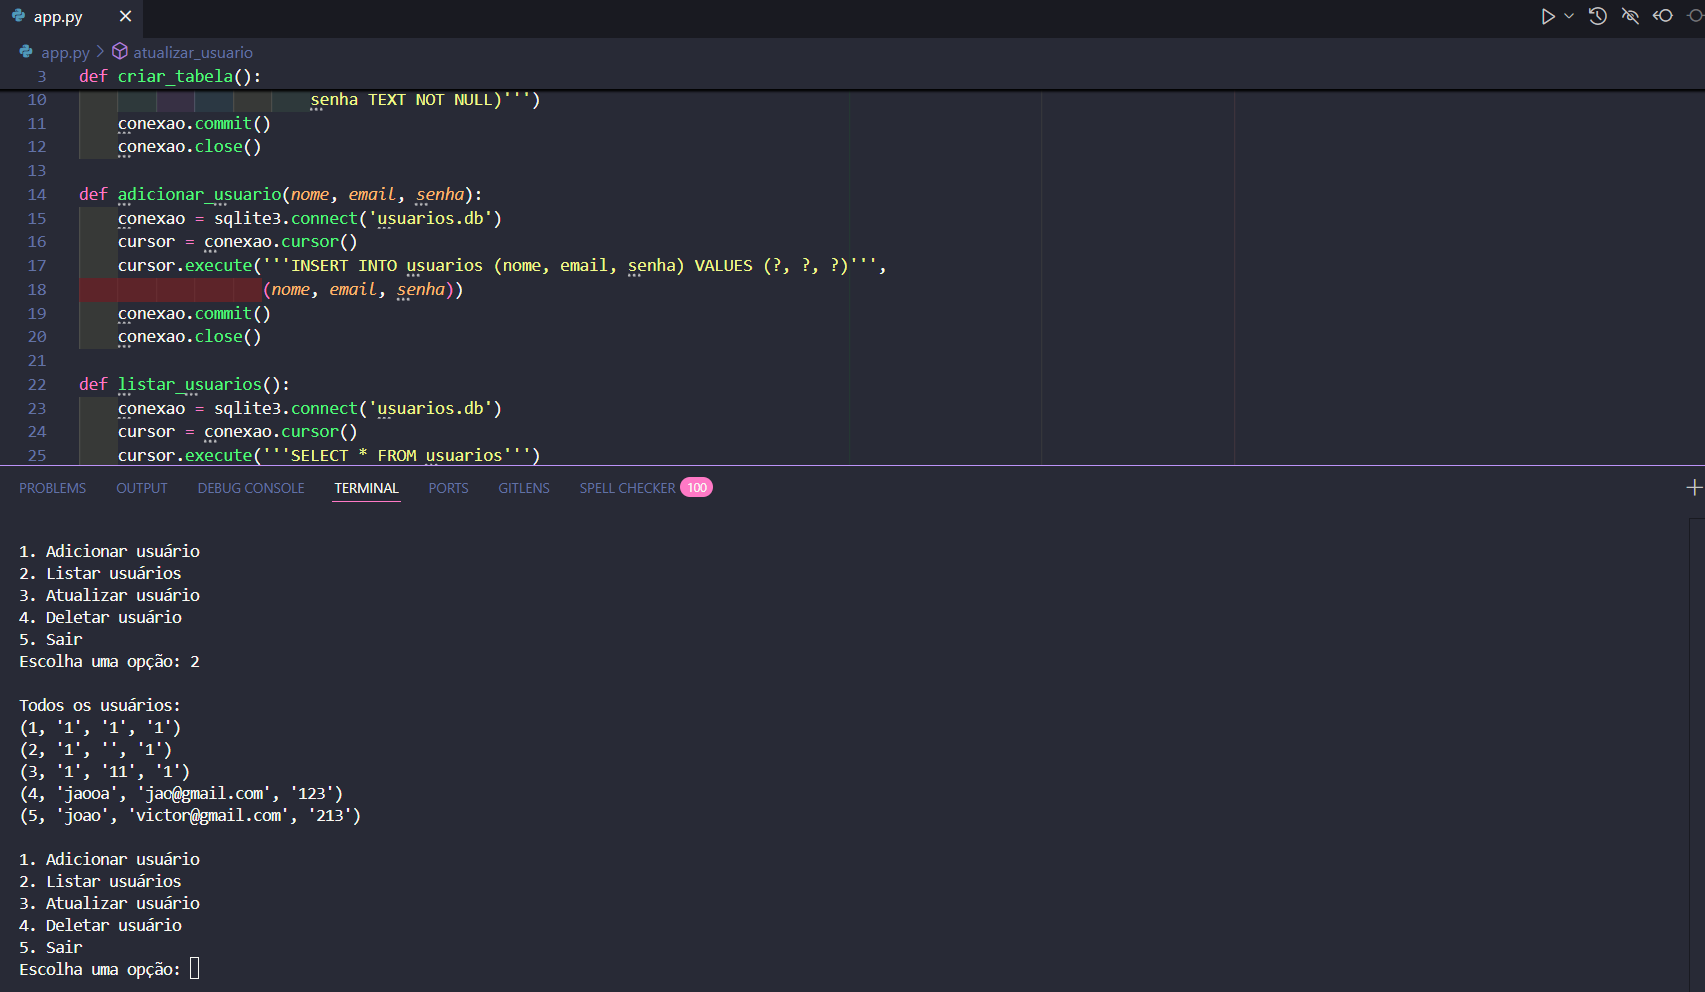 app.py
app.py > atualizar_usuario
3 def criar_tabela():
10 senha TEXT NOT NULL)''')
11 conexao.commit()
12 conexao.close()
13
14 def adicionar_usuario(nome, email, senha):
15 conexao = sqlite3.connect('usuarios.db')
16 cursor = conexao.cursor()
17 cursor.execute('''INSERT INTO usuarios (nome, email, senha) VALUES (?, ?, ?)''',
18 (nome, email, senha))
19 conexao.commit()
20 conexao.close()
21
22 def listar_usuarios():
23 conexao = sqlite3.connect('usuarios.db')
24 cursor = conexao.cursor()
25 cursor.execute('''SELECT * FROM usuarios''')
PROBLEMS OUTPUT DEBUG CONSOLE TERMINAL PORTS GITLENS SPELL CHECKER 100
1. Adicionar usuário
2. Listar usuários
3. Atualizar usuário
4. Deletar usuário
5. Sair
Escolha uma opção: 2
Todos os usuários:
(1, '1', '1', '1')
(2, '1', '', '1')
(3, '1', '11', '1')
(4, 'jaooa', 'jao@gmail.com', '123')
(5, 'joao', 'victor@gmail.com', '213')
1. Adicionar usuário
2. Listar usuários
3. Atualizar usuário
4. Deletar usuário
5. Sair
Escolha uma opção: